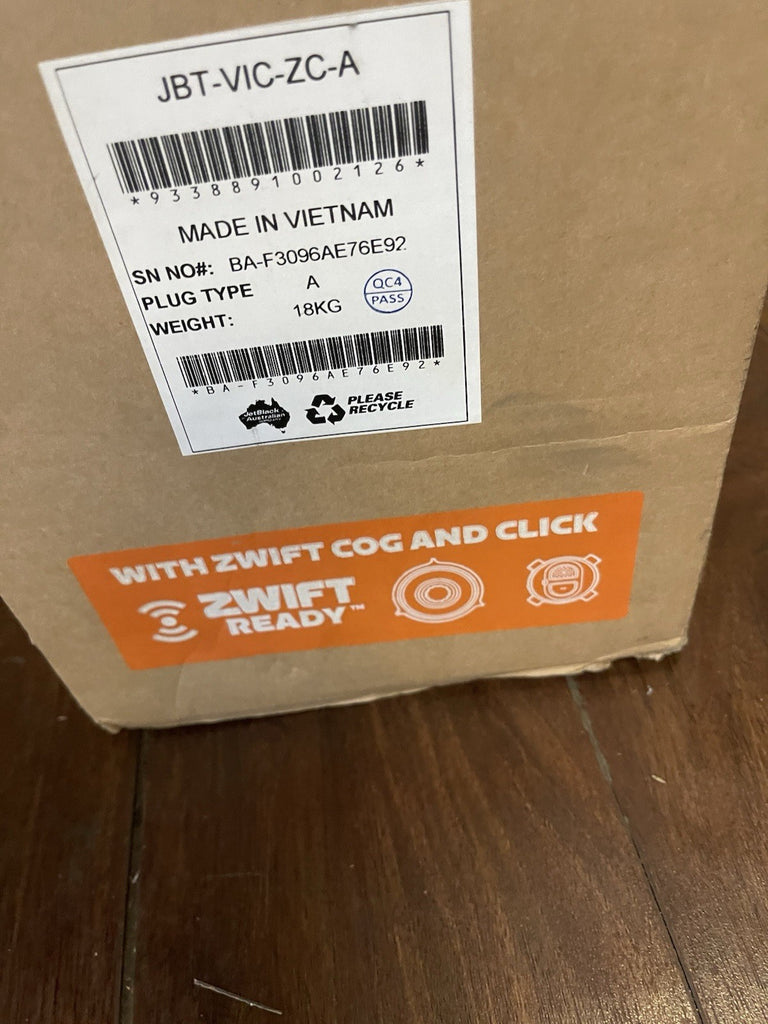 JBT-VIC-ZC-A
*9338891002126*
MADE IN VIETNAM
SN NO#: BA-F3096AE76E92
PLUG TYPE A
WEIGHT: 18KG
QC4
PASS
*BA-F3096AE76E92*
JetBlack
Australian
PLEASE
RECYCLE
WITH ZWIFT COG AND CLICK
ZWIFT
READY™